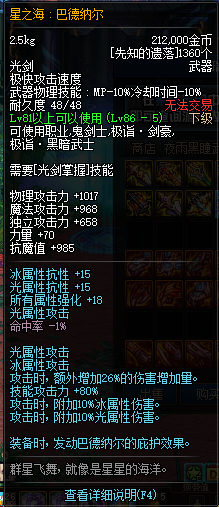 星之海：巴德纳尔
2.5kg 212,000金币
[先知的遗落]1360个
光剑 武器
极快攻击速度
武器物理技能：MP-10%冷却时间-10%
耐久度 48/48 无法交易
Lv81以上可以使用（Lv86 - 5） 下级
可使用职业，鬼剑士，极诣·剑豪，
极诣·黑暗武士
需要[光剑掌握]技能
物理攻击力 +1017
魔法攻击力 +968
独立攻击力 +658
力量 +70
抗魔值 +985
冰属性抗性 +15
光属性抗性 +15
所有属性强化 +18
光属性攻击
命中率 -1%
光属性攻击
冰属性攻击
攻击时，额外增加26%的伤害增加量。
技能攻击力 +80%
攻击时，附加10%冰属性伤害。
攻击时，附加10%光属性伤害。
装备时，发动巴德纳尔的庇护效果。
群星飞舞，就像是星星的海洋。
查看详细说明(F4)